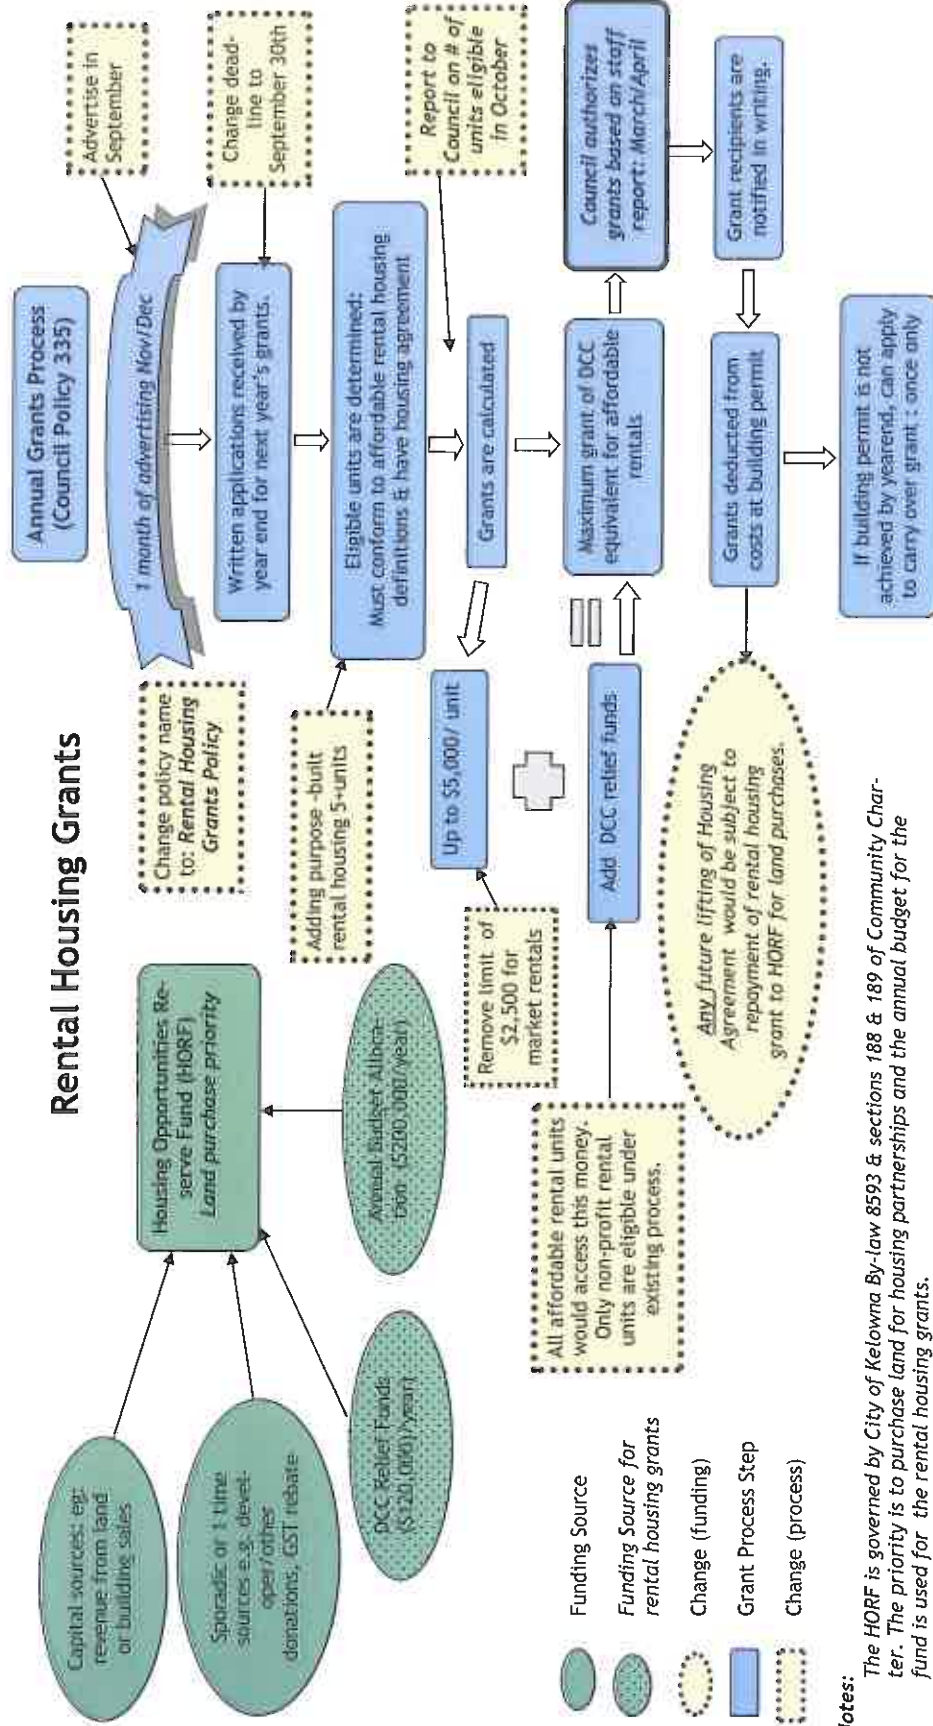 Rental Housing Grants
Capital sources: eg:
revenue from land
or building sales
Sporadic or 1 time
sources e.g. devel-
oper/other
donations, GST rebate
DCC Relief Funds
($120,000)/year)
Housing Opportunities Re-
serve Fund (HORF)
Land purchase priority
Annual Budget Alloca-
tion ($200,000/year)
Annual Grants Process
(Council Policy 335)
Change policy name
to: Rental Housing
Grants Policy
1 month of advertising Nov/Dec
Advertise in
September
Written applications received by
year end for next year's grants.
Change dead-
line to
September 30th
Adding purpose -built
rental housing 5+units
Eligible units are determined:
Must conform to affordable rental housing
definitions & have housing agreement
Report to
Council on # of
units eligible
in October
Grants are calculated
Up to $5,000/ unit
Remove limit of
$2,500 for
market rentals
All affordable rental units
would access this money.
Only non-profit rental
units are eligible under
existing process.
Add DCC relief funds
Maximum grant of DCC
equivalent for affordable
rentals
Council authorizes
grants based on staff
report: March/April
Grant recipients are
notified in writing.
Grants deducted from
costs at building permit
Any future lifting of Housing
Agreement would be subject to
repayment of rental housing
grant to HORF for land purchases.
If building permit is not
achieved by yearend, can apply
to carry over grant : once only
Funding Source
Funding Source for
rental housing grants
Change (funding)
Grant Process Step
Change (process)
otes:
The HORF is governed by City of Kelowna By-law 8593 & sections 188 & 189 of Community Char-
ter. The priority is to purchase land for housing partnerships and the annual budget for the
fund is used for the rental housing grants.